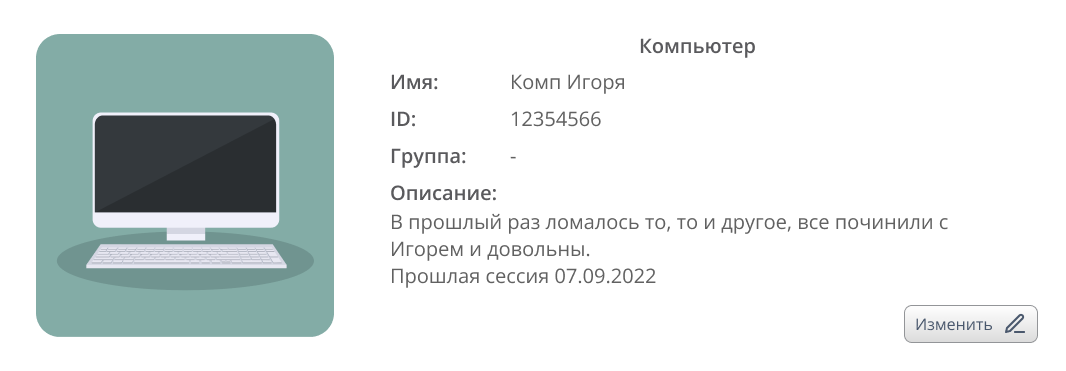 Компьютер
Имя: Комп Игоря
ID: 12354566
Группа: -
Описание:
В прошлый раз ломалось то, то и другое, все починили с
Игорем и довольны.
Прошлая сессия 07.09.2022
Изменить